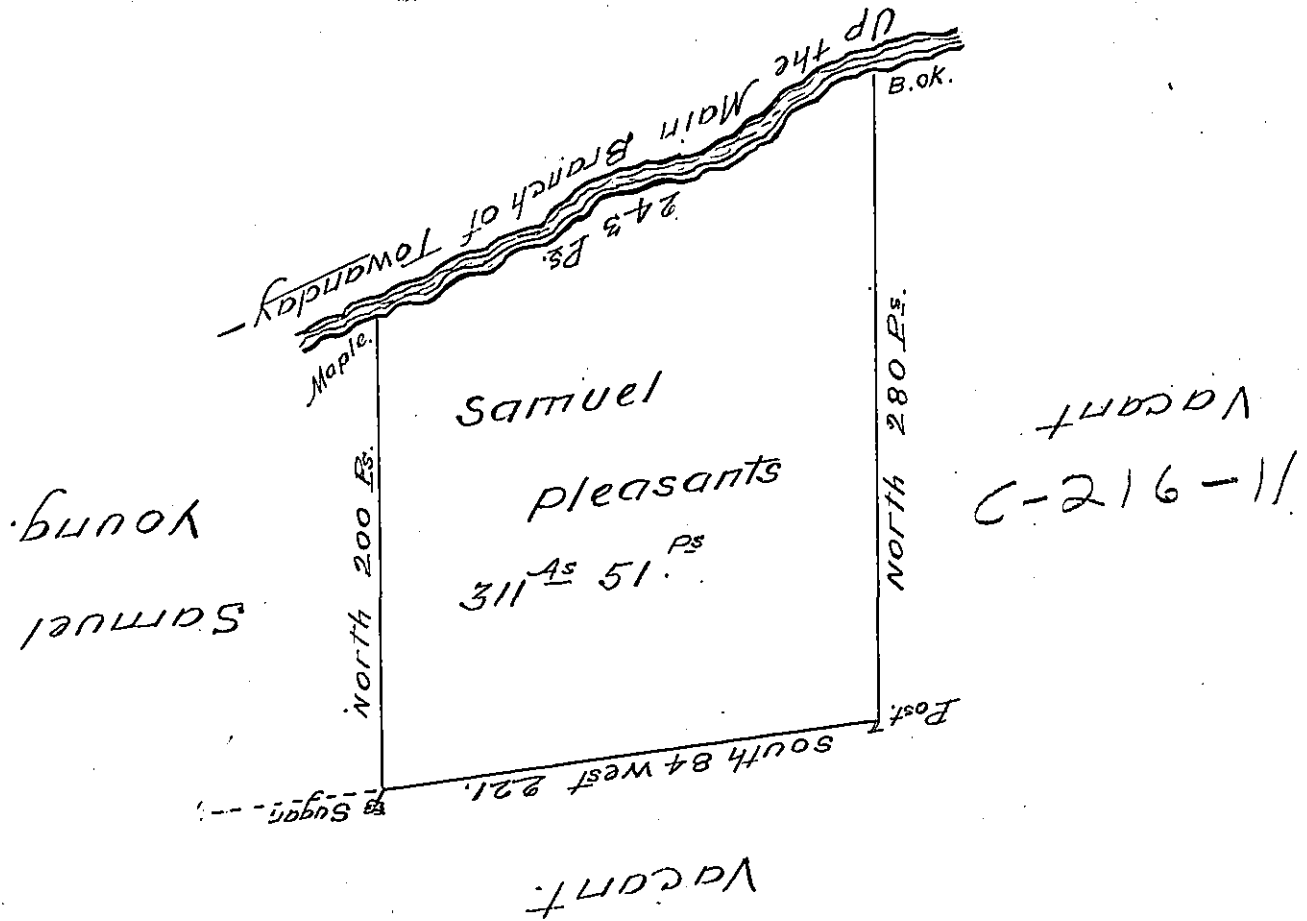 Up the Main Branch of Towanday –
243 Ps.
B.OK.
Maple.
Samuel
pleasants
311 As 51. Ps
North 200 Ps.
North 280 Ps.
Vacant
C-216-11
Samuel
Young.
Post.
South 84 West 221.
Sugar
Vacant.